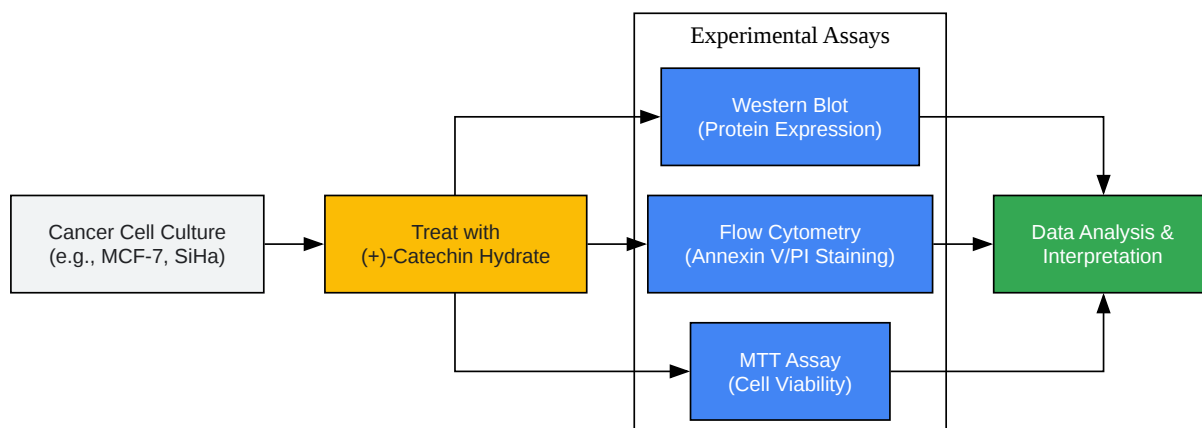 Experimental Assays
Western Blot
(Protein Expression)
Cancer Cell Culture
(e.g., MCF-7, SiHa)
Treat with
(+)-Catechin Hydrate
Flow Cytometry
(Annexin V/PI Staining)
Data Analysis &
Interpretation
MTT Assay
(Cell Viability)